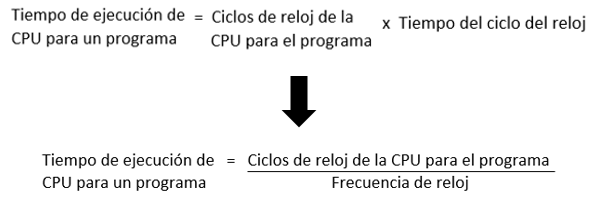 Tiempo de ejecución de = Ciclos de reloj de la x Tiempo del ciclo del reloj
CPU para un programa CPU para el programa
Tiempo de ejecución de = Ciclos de reloj de la CPU para el programa
CPU para un programa Frecuencia de reloj